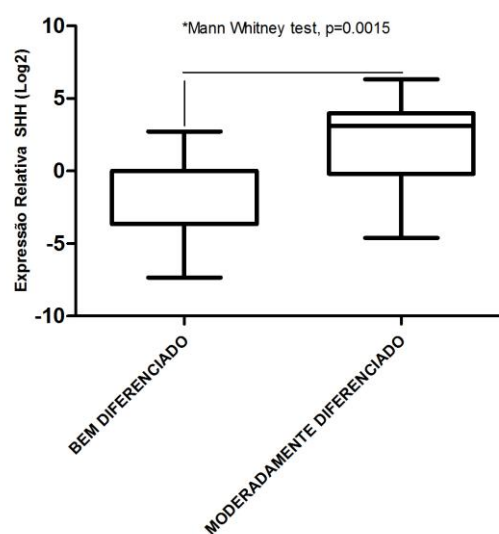 *Mann Whitney test, p=0.0015
Expressão Relativa SHH (Log2)
10
5
0
-5
-10
BEM DIFERENCIADO
MODERADAMENTE DIFERENCIADO